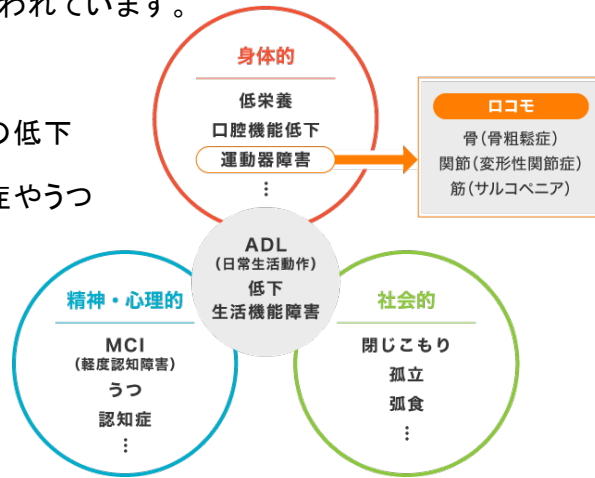 われています。
の低下
症やうつ
身体的
低栄養
口腔機能低下
運動器障害
⋮
ロコモ
骨(骨粗鬆症)
関節(変形性関節症)
筋(サルコペニア)
ADL
(日常生活動作)
低下
生活機能障害
精神・心理的
MCI
(軽度認知障害)
うつ
認知症
⋮
社会的
閉じこもり
孤立
弧食
⋮